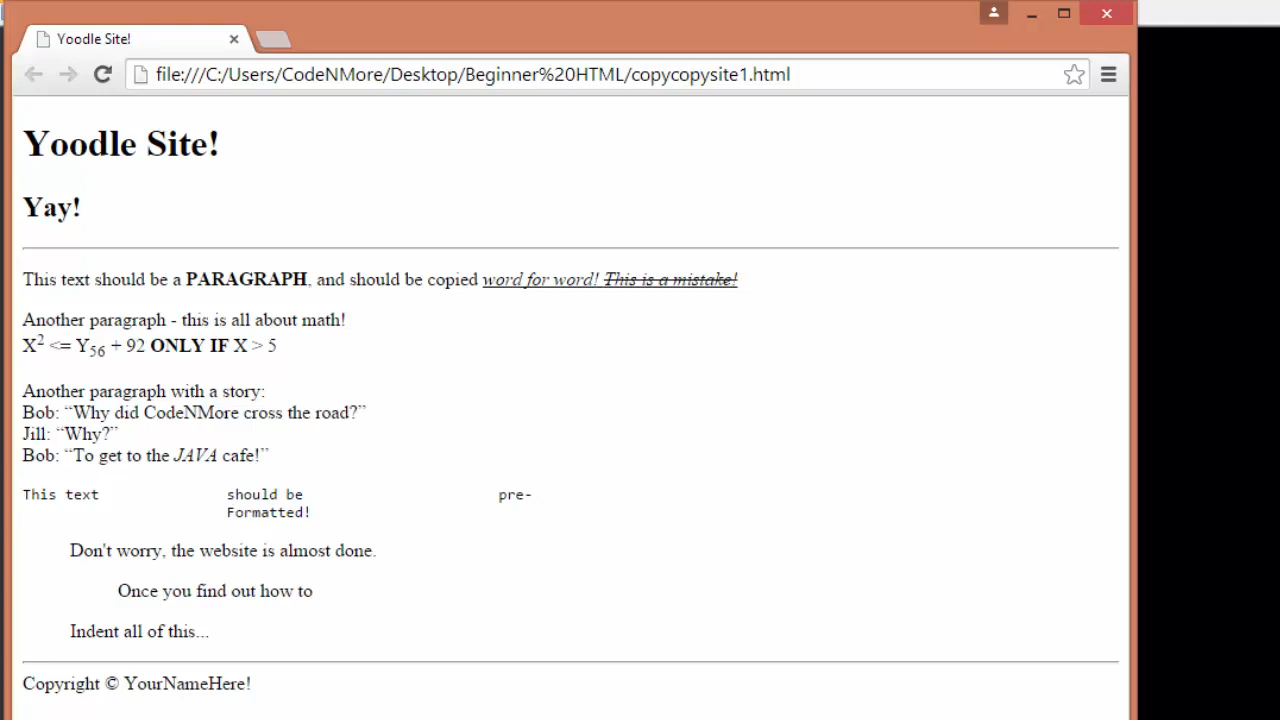 Yoodle Site!
file:///C:/Users/CodeNMore/Desktop/Beginner%20HTML/copycopysite1.html
Yoodle Site!
Yay!
This text should be a PARAGRAPH, and should be copied word for word! This is a mistake!
Another paragraph - this is all about math!
X² <= Y₅₆ + 92 ONLY IF X > 5
Another paragraph with a story:
Bob: “Why did CodeNMore cross the road?”
Jill: “Why?”
Bob: “To get to the JAVA cafe!”
This text should be pre-
Formatted!
Don't worry, the website is almost done.
Once you find out how to
Indent all of this...
Copyright © YourNameHere!